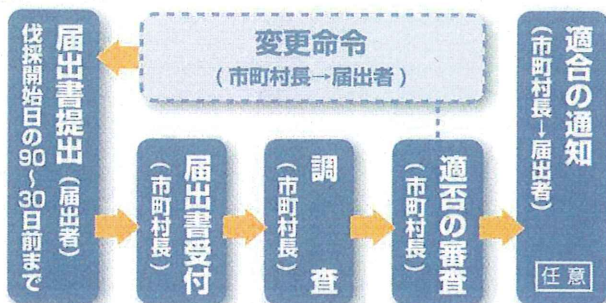 変更命令
(市町村長→届出者)
届出書提出(届出者)
伐採開始日の90~30日前まで
届出書受付
(市町村長)
調査
(市町村長)
適否の審査
(市町村長)
適合の通知
(市町村長→届出者)
任意